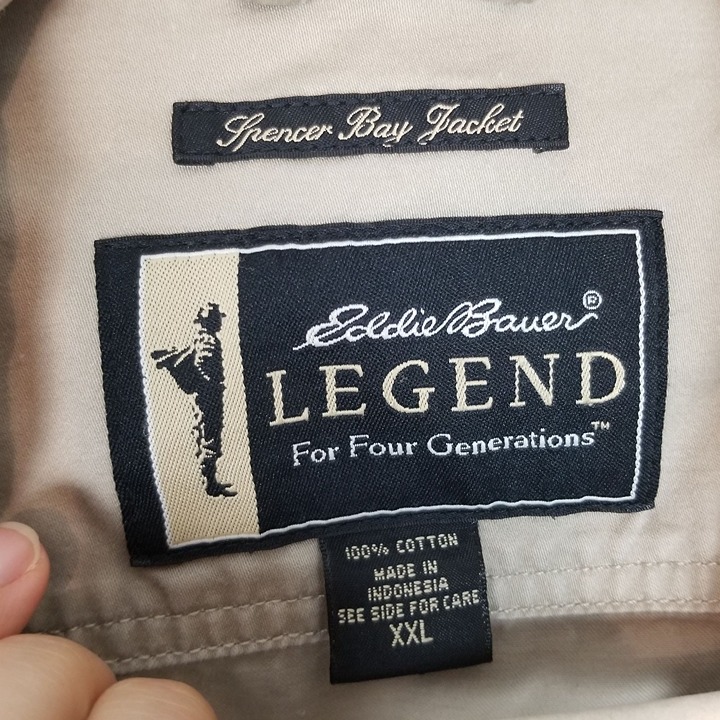 Spencer Bay Jacket
Eddie Bauer®
LEGEND
For Four Generations™
100% COTTON
MADE IN
INDONESIA
SEE SIDE FOR CARE
XXL